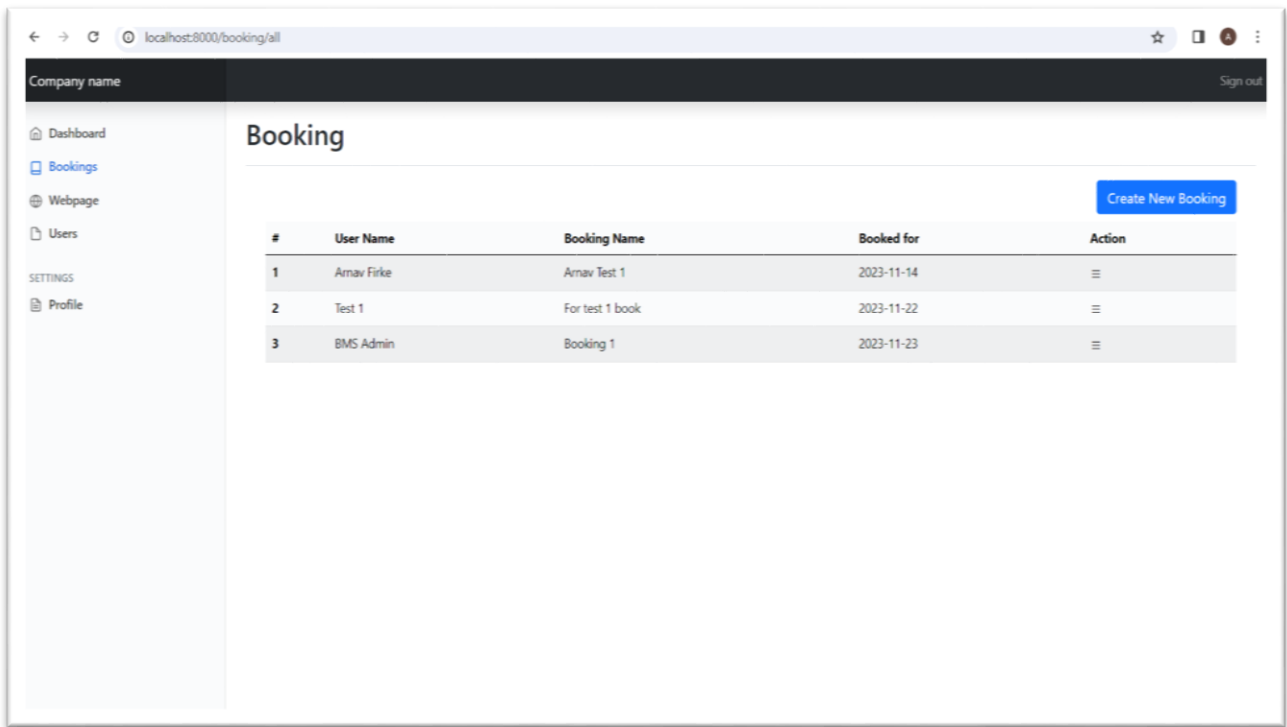 localhost:8000/booking/all
A
Company name
Sign out
Dashboard
Bookings
Webpage
Users
SETTINGS
Profile
Booking
Create New Booking
# User Name Booking Name Booked for Action
1 Arnav Firke Arnav Test 1 2023-11-14
2 Test 1 For test 1 book 2023-11-22
3 BMS Admin Booking 1 2023-11-23